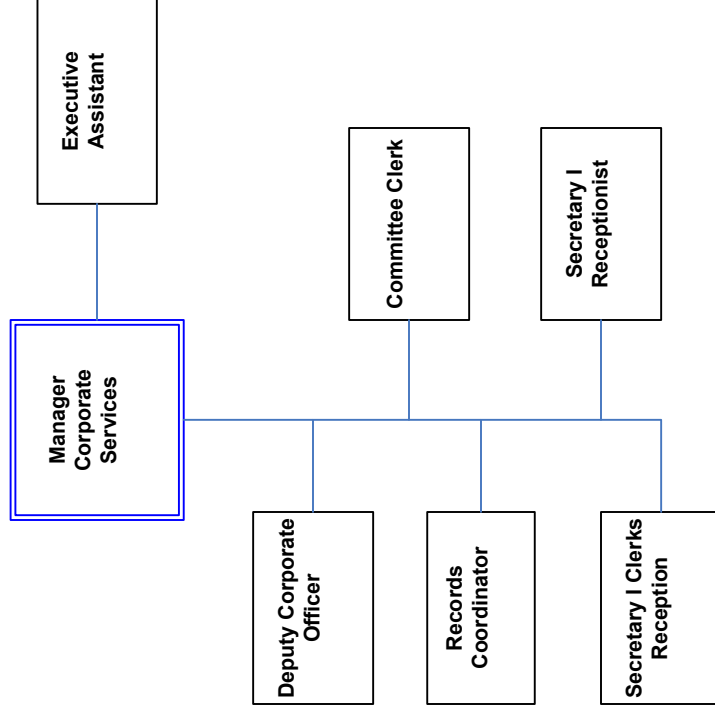 Manager
Corporate
Services
Executive
Assistant
Deputy Corporate
Officer
Committee Clerk
Records
Coordinator
Secretary I
Receptionist
Secretary I Clerks
Reception